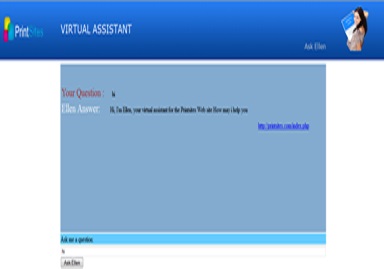 PrintSites
VIRTUAL ASSISTANT
Ask Ellen
Your Question : hi
Ellen Answer: Hi, I'm Ellen, your virtual assistant for the Printsites Web site How may i help you
http://printsites.com/index.php
Ask me a question:
hi
Ask Ellen